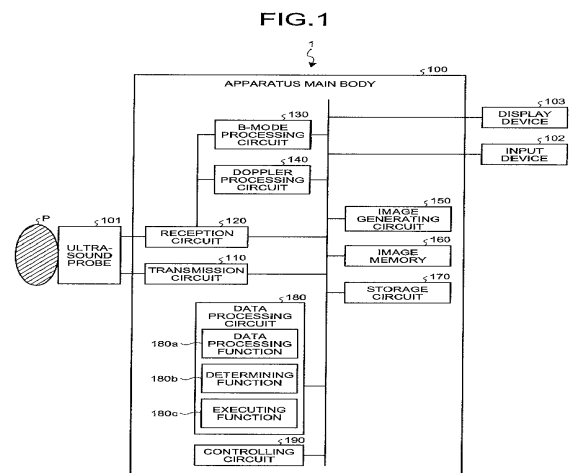 FIG.1
1
100
APPARATUS MAIN BODY
103
DISPLAY
DEVICE
130
B-MODE
PROCESSING
CIRCUIT
102
INPUT
DEVICE
140
DOPPLER
PROCESSING
CIRCUIT
150
IMAGE
GENERATING
CIRCUIT
P
101
ULTRA-
SOUND
PROBE
120
RECEPTION
CIRCUIT
160
IMAGE
MEMORY
110
TRANSMISSION
CIRCUIT
170
STORAGE
CIRCUIT
180
DATA
PROCESSING
CIRCUIT
180a
DATA
PROCESSING
FUNCTION
180b
DETERMINING
FUNCTION
180c
EXECUTING
FUNCTION
190
CONTROLLING
CIRCUIT